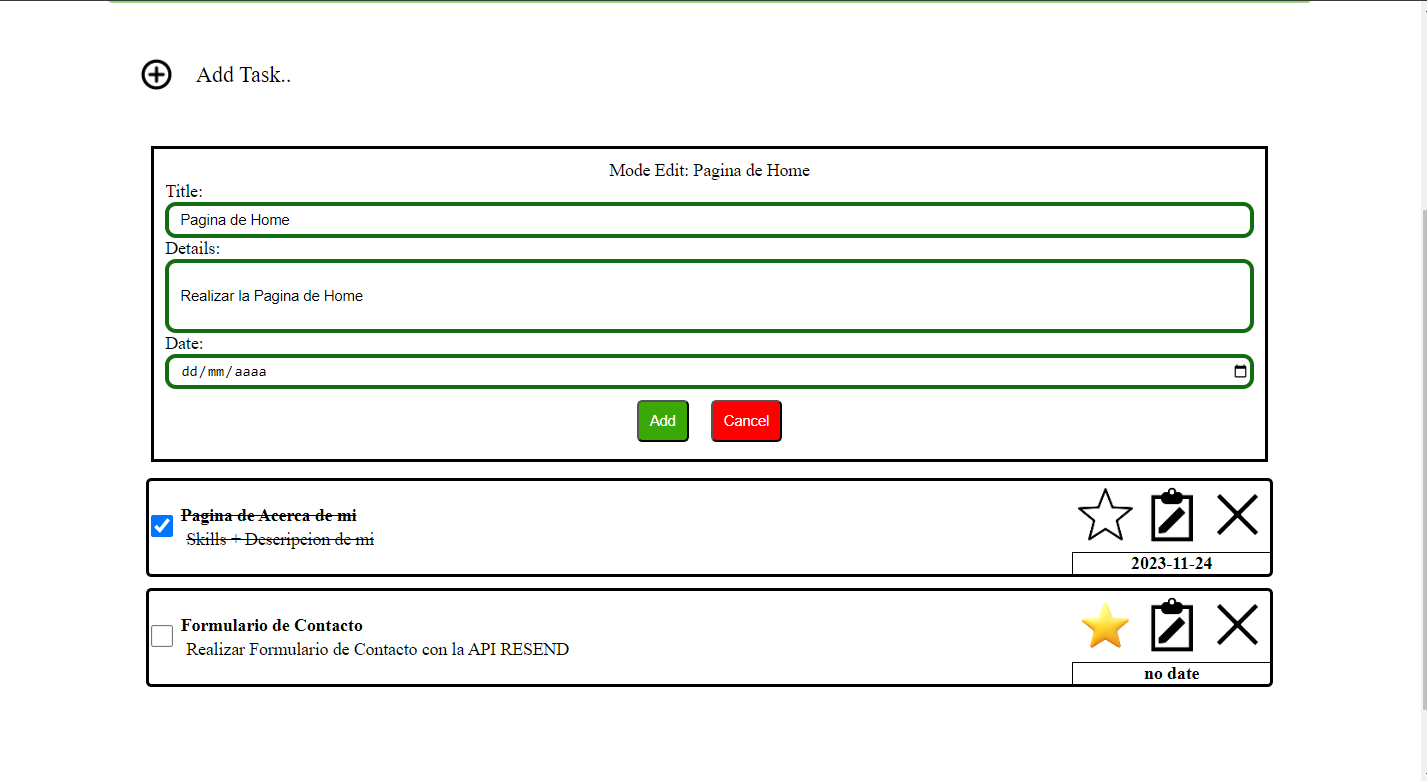 Add Task..
Mode Edit: Pagina de Home
Title:
Pagina de Home
Details:
Realizar la Pagina de Home
Date:
dd/mm/aaaa
Add Cancel
Pagina de Acerca de mi
Skills + Descripcion de mi
2023-11-24
Formulario de Contacto
Realizar Formulario de Contacto con la API RESEND
no date